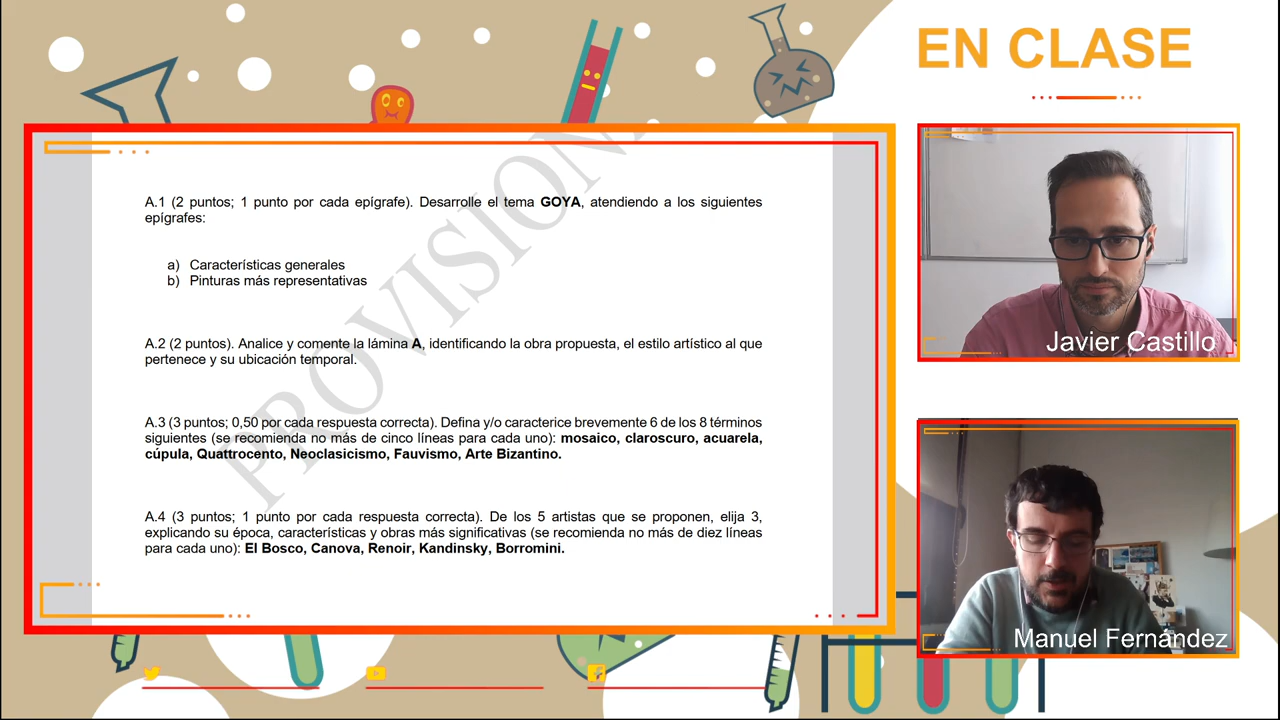 EN CLASE
PROVISION
A.1 (2 puntos; 1 punto por cada epígrafe). Desarrolle el tema GOYA, atendiendo a los siguientes
epígrafes:
a) Características generales
b) Pinturas más representativas
A.2 (2 puntos). Analice y comente la lámina A, identificando la obra propuesta, el estilo artístico al que
pertenece y su ubicación temporal.
A.3 (3 puntos; 0,50 por cada respuesta correcta). Defina y/o caracterice brevemente 6 de los 8 términos
siguientes (se recomienda no más de cinco líneas para cada uno): mosaico, claroscuro, acuarela,
cúpula, Quattrocento, Neoclasicismo, Fauvismo, Arte Bizantino.
A.4 (3 puntos; 1 punto por cada respuesta correcta). De los 5 artistas que se proponen, elija 3,
explicando su época, características y obras más significativas (se recomienda no más de diez líneas
para cada uno): El Bosco, Canova, Renoir, Kandinsky, Borromini.
Javier Castillo
Manuel Fernández